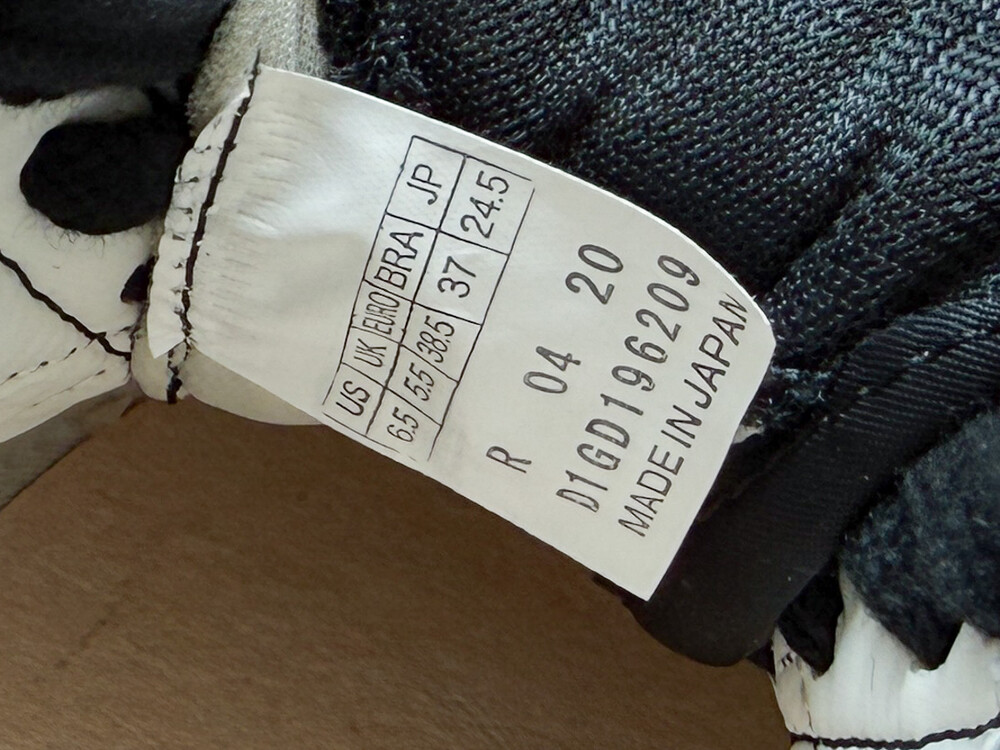 US UK EURO BRA JP
6.5 5.5 38.5 37 24.5
R 04 20
D1GD196209
MADE IN JAPAN